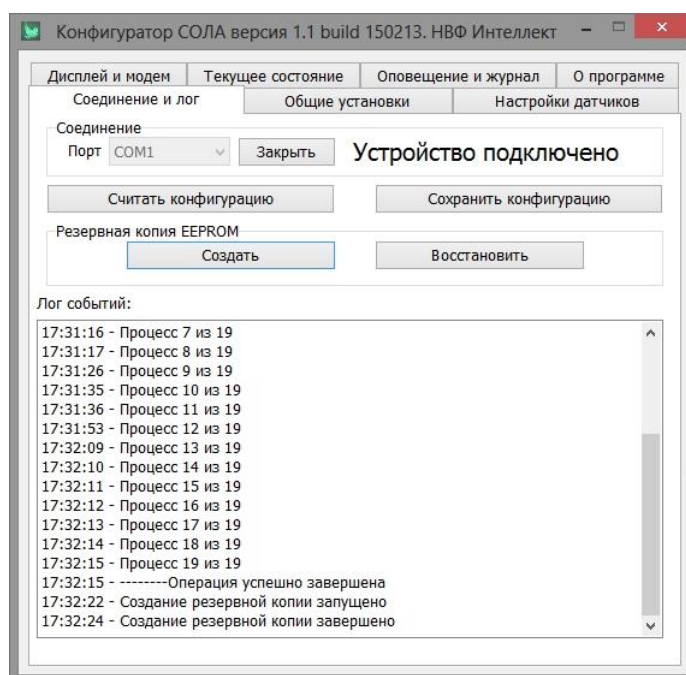 Конфигуратор СОЛА версия 1.1 build 150213. НВФ Интеллект
Дисплей и модем Текущее состояние Оповещение и журнал О программе
Соединение и лог Общие установки Настройки датчиков
Соединение
Порт COM1 Закрыть Устройство подключено
Считать конфигурацию Сохранить конфигурацию
Резервная копия EEPROM
Создать Восстановить
Лог событий:
17:31:16 - Процесс 7 из 19
17:31:17 - Процесс 8 из 19
17:31:26 - Процесс 9 из 19
17:31:35 - Процесс 10 из 19
17:31:36 - Процесс 11 из 19
17:31:53 - Процесс 12 из 19
17:32:09 - Процесс 13 из 19
17:32:10 - Процесс 14 из 19
17:32:11 - Процесс 15 из 19
17:32:12 - Процесс 16 из 19
17:32:13 - Процесс 17 из 19
17:32:14 - Процесс 18 из 19
17:32:15 - Процесс 19 из 19
17:32:15 - --------Операция успешно завершена
17:32:22 - Создание резервной копии запущено
17:32:24 - Создание резервной копии завершено